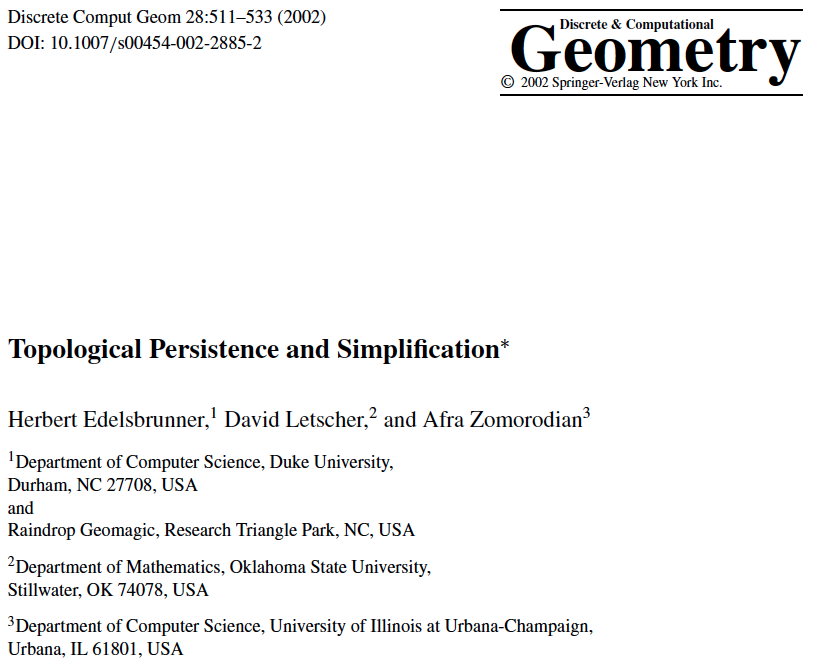 Discrete Comput Geom 28:511–533 (2002)
DOI: 10.1007/s00454-002-2885-2
Discrete & Computational
Geometry
© 2002 Springer-Verlag New York Inc.
Topological Persistence and Simplification*
Herbert Edelsbrunner,¹ David Letscher,² and Afra Zomorodian³
¹Department of Computer Science, Duke University,
Durham, NC 27708, USA
and
Raindrop Geomagic, Research Triangle Park, NC, USA
²Department of Mathematics, Oklahoma State University,
Stillwater, OK 74078, USA
³Department of Computer Science, University of Illinois at Urbana-Champaign,
Urbana, IL 61801, USA